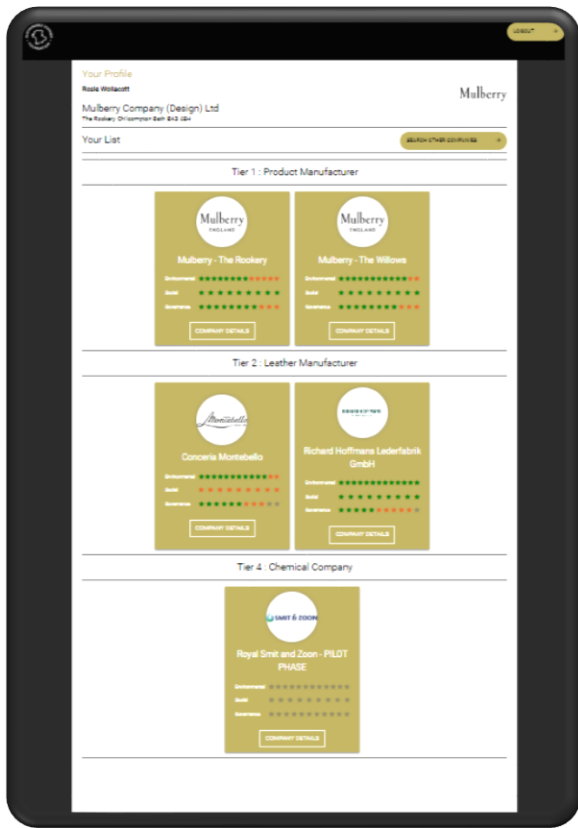 LOGOUT
Your Profile
Rosie Wollacott
Mulberry
Mulberry Company (Design) Ltd
The Rookery Chilcompton Bath BA3 4BH
Your List
SEARCH OTHER COMPANIES
Tier 1 : Product Manufacturer
Mulberry
ENGLAND
Mulberry
ENGLAND
Mulberry - The Rookery
Mulberry - The Willows
Environmental
Environmental
Social
Social
Governance
Governance
COMPANY DETAILS
COMPANY DETAILS
Tier 2 : Leather Manufacturer
Montebello
Conceria Montebello
Richard Hoffmans Lederfabrik
GmbH
Environmental
Environmental
Social
Social
Governance
Governance
COMPANY DETAILS
COMPANY DETAILS
Tier 4 : Chemical Company
SMIT & ZOON
Royal Smit and Zoon - PILOT
PHASE
Environmental
Social
Governance
COMPANY DETAILS